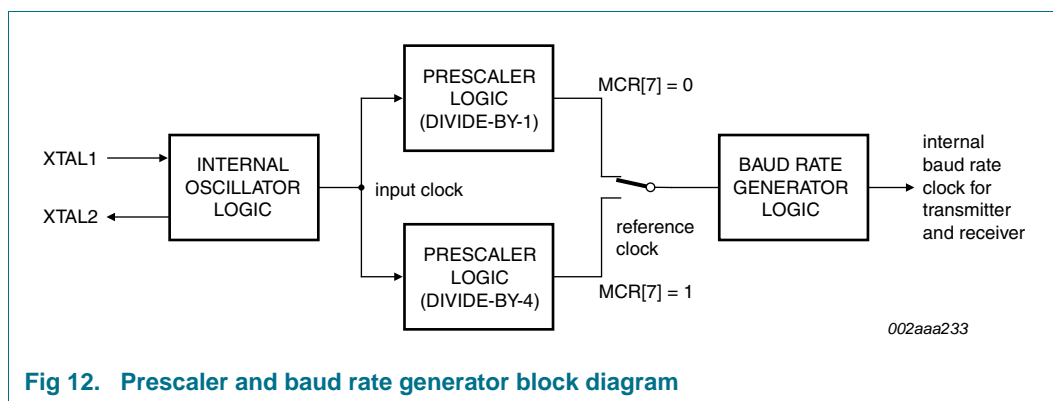 PRESCALER
LOGIC
(DIVIDE-BY-1)
MCR[7] = 0
XTAL1
XTAL2
INTERNAL
OSCILLATOR
LOGIC
input clock
BAUD RATE
GENERATOR
LOGIC
internal
baud rate
clock for
transmitter
and receiver
reference
clock
PRESCALER
LOGIC
(DIVIDE-BY-4)
MCR[7] = 1
002aaa233
Fig 12. Prescaler and baud rate generator block diagram